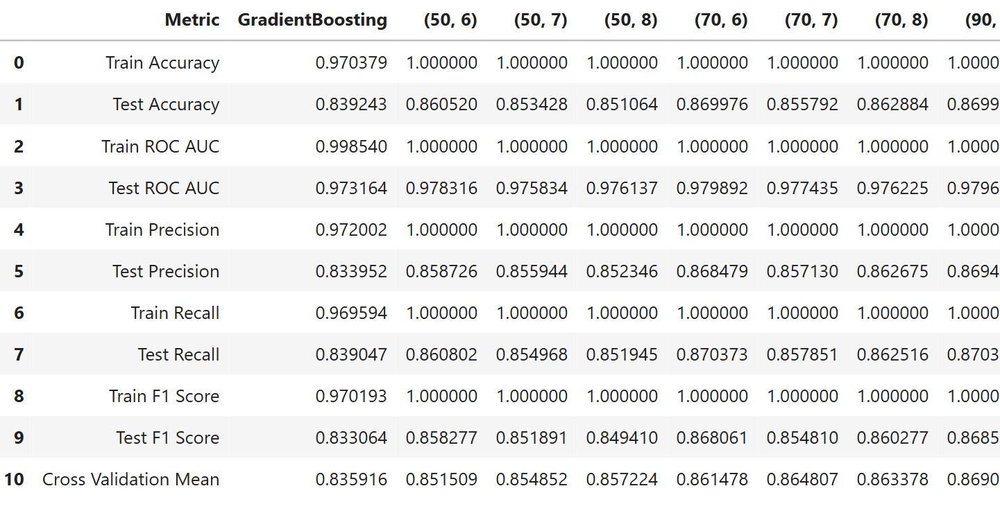 Metric GradientBoosting (50, 6) (50, 7) (50, 8) (70, 6) (70, 7) (70, 8) (90,
0 Train Accuracy 0.970379 1.000000 1.000000 1.000000 1.000000 1.000000 1.000000 1.0000
1 Test Accuracy 0.839243 0.860520 0.853428 0.851064 0.869976 0.855792 0.862884 0.8699
2 Train ROC AUC 0.998540 1.000000 1.000000 1.000000 1.000000 1.000000 1.000000 1.0000
3 Test ROC AUC 0.973164 0.978316 0.975834 0.976137 0.979892 0.977435 0.976225 0.9796
4 Train Precision 0.972002 1.000000 1.000000 1.000000 1.000000 1.000000 1.000000 1.0000
5 Test Precision 0.833952 0.858726 0.855944 0.852346 0.868479 0.857130 0.862675 0.8694
6 Train Recall 0.969594 1.000000 1.000000 1.000000 1.000000 1.000000 1.000000 1.0000
7 Test Recall 0.839047 0.860802 0.854968 0.851945 0.870373 0.857851 0.862516 0.8703
8 Train F1 Score 0.970193 1.000000 1.000000 1.000000 1.000000 1.000000 1.000000 1.0000
9 Test F1 Score 0.833064 0.858277 0.851891 0.849410 0.868061 0.854810 0.860277 0.8685
10 Cross Validation Mean 0.835916 0.851509 0.854852 0.857224 0.861478 0.864807 0.863378 0.8690